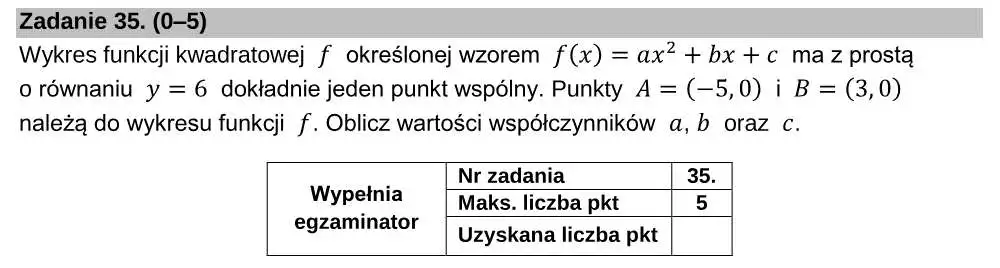 Zadanie 35. (0–5)
Wykres funkcji kwadratowej f określonej wzorem f(x) = ax² + bx + c ma z prostą
o równaniu y = 6 dokładnie jeden punkt wspólny. Punkty A = (−5, 0) i B = (3, 0)
należą do wykresu funkcji f. Oblicz wartości współczynników a, b oraz c.
Wypełnia
egzaminator
Nr zadania 35.
Maks. liczba pkt 5
Uzyskana liczba pkt